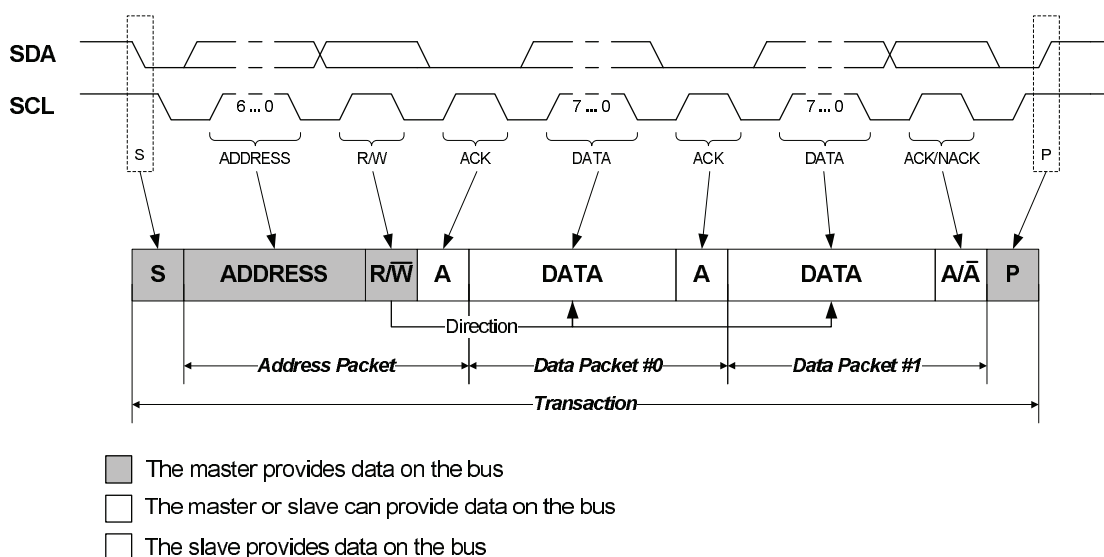 SDA
SCL
6 ... 0
7 ... 0
7 ... 0
S
ADDRESS
R/W
ACK
DATA
ACK
DATA
ACK/NACK
P
S
ADDRESS
R/W̅
A
DATA
A
DATA
A/A̅
P
Direction
Address Packet
Data Packet #0
Data Packet #1
Transaction
The master provides data on the bus
The master or slave can provide data on the bus
The slave provides data on the bus